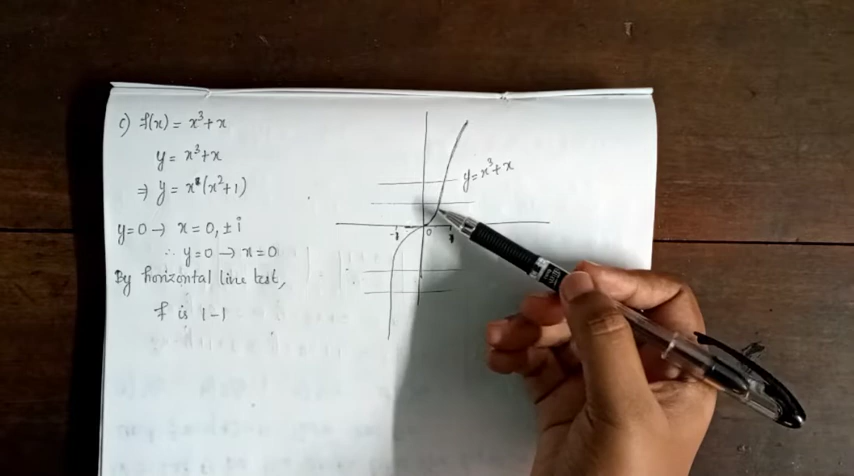 c) f(x) = x³+x
y = x³+x
⇒ y = x(x²+1)
y=0 → x=0, ±i
∴ y=0 → x=0
By horizontal line test,
f is 1-1
y=x³+x
-1 0 1